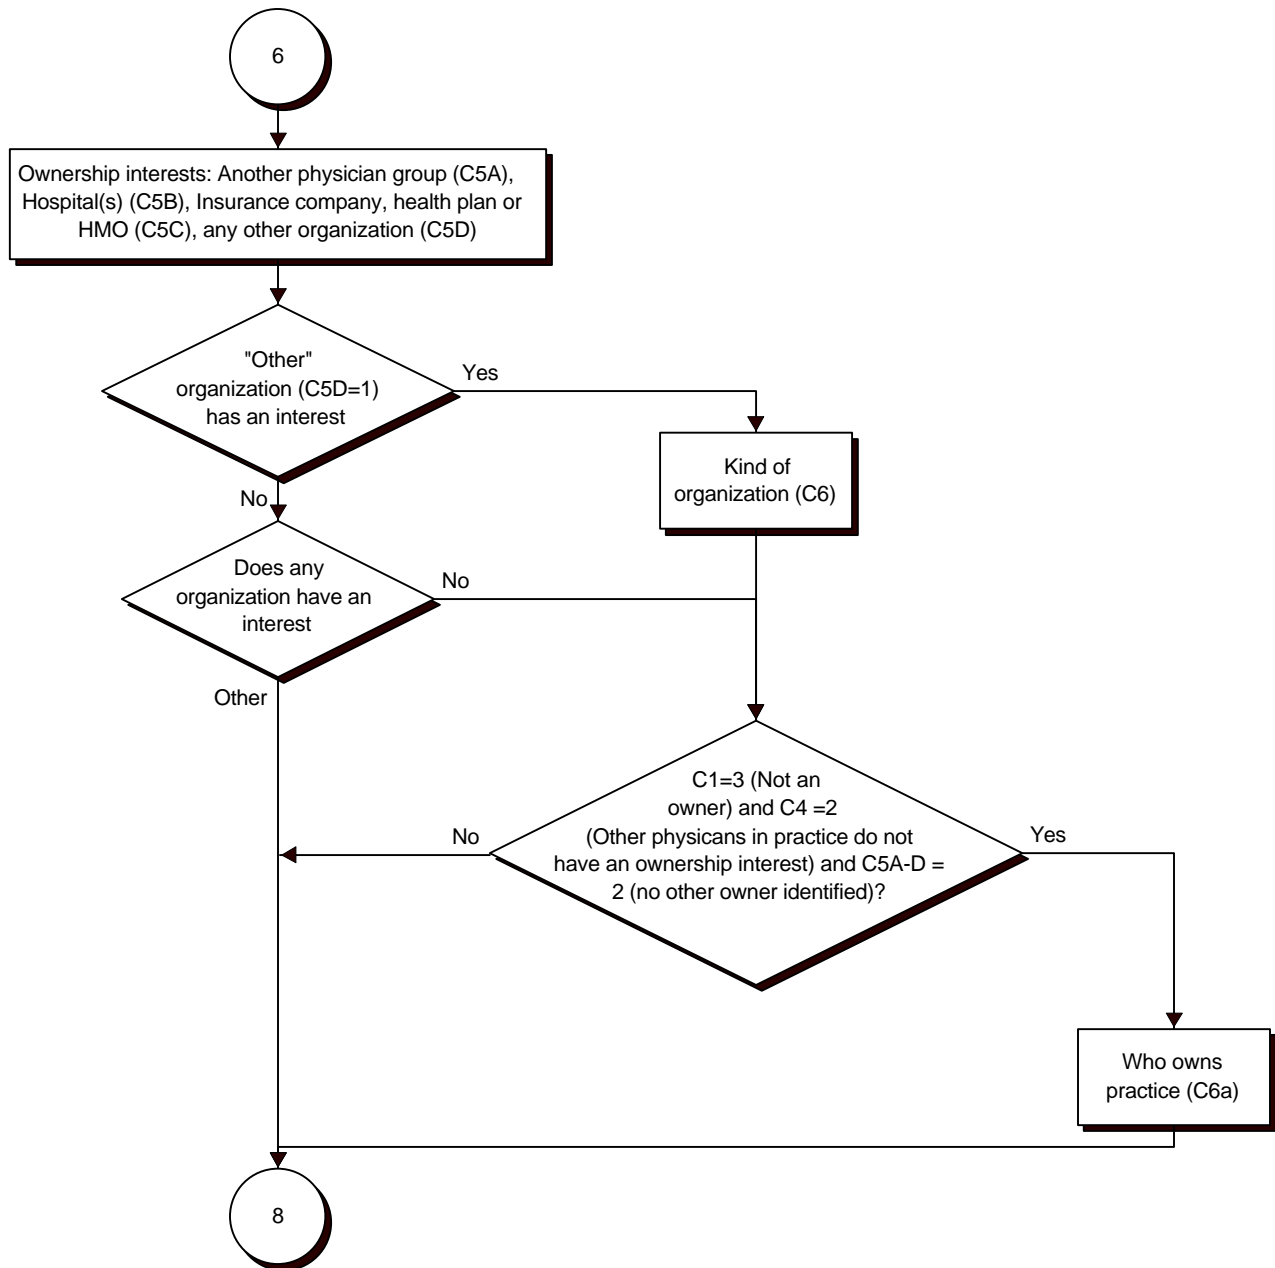 6
Ownership interests: Another physician group (C5A),
Hospital(s) (C5B), Insurance company, health plan or
HMO (C5C), any other organization (C5D)
"Other"
organization (C5D=1)
has an interest
Yes
Kind of
organization (C6)
No
Does any
organization have an
interest
No
Other
C1=3 (Not an
owner) and C4 =2
(Other physicans in practice do not
have an ownership interest) and C5A-D =
2 (no other owner identified)?
No
Yes
Who owns
practice (C6a)
8